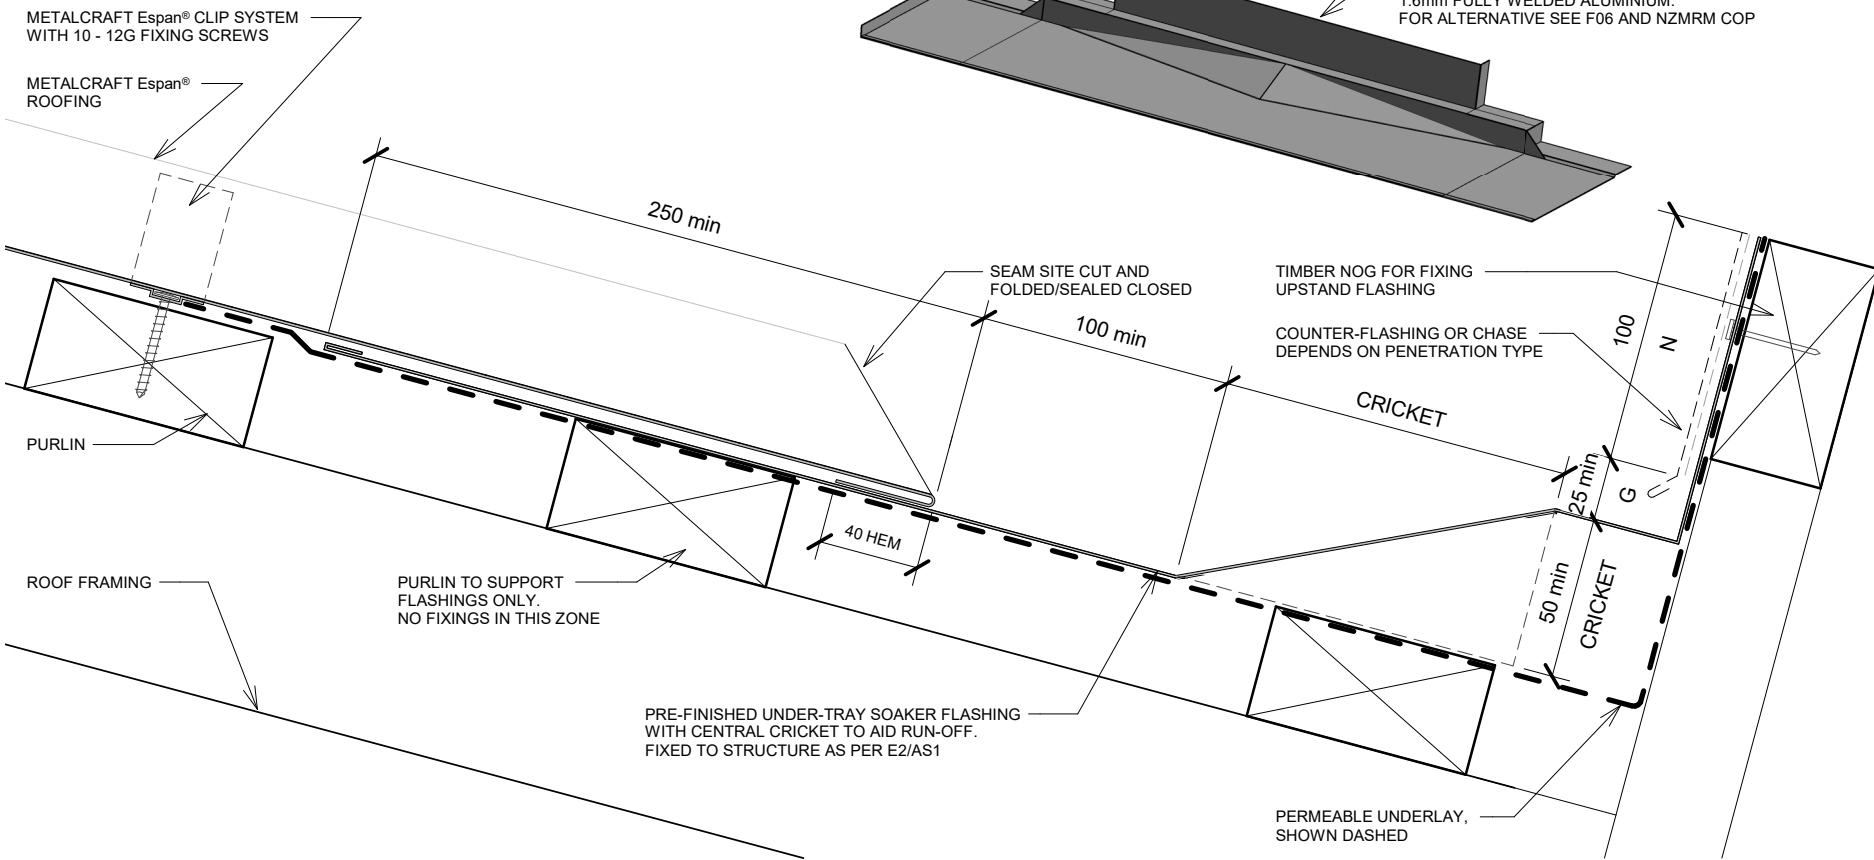 METALCRAFT Espan® CLIP SYSTEM
WITH 10 - 12G FIXING SCREWS
1.6mm FULLY WELDED ALUMINIUM.
FOR ALTERNATIVE SEE F06 AND NZMRM COP
METALCRAFT Espan®
ROOFING
250 min
SEAM SITE CUT AND
FOLDED/SEALED CLOSED
100 min
TIMBER NOG FOR FIXING
UPSTAND FLASHING
COUNTER-FLASHING OR CHASE
DEPENDS ON PENETRATION TYPE
100
N
CRICKET
25 min
G
PURLIN
40 HEM
50 min
CRICKET
ROOF FRAMING
PURLIN TO SUPPORT
FLASHINGS ONLY.
NO FIXINGS IN THIS ZONE
PRE-FINISHED UNDER-TRAY SOAKER FLASHING
WITH CENTRAL CRICKET TO AID RUN-OFF.
FIXED TO STRUCTURE AS PER E2/AS1
PERMEABLE UNDERLAY,
SHOWN DASHED